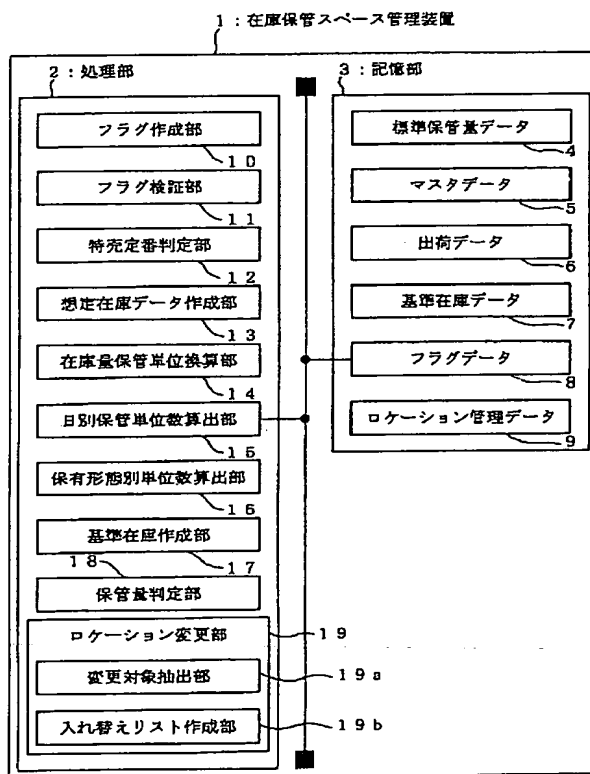 1：在庫保管スペース管理装置
2：処理部
フラグ作成部
10
フラグ検証部
11
特売定番判定部
12
想定在庫データ作成部
13
在庫量保管単位換算部
14
日別保管単位数算出部
15
保有形態別単位数算出部
16
基準在庫作成部
17
18
保管量判定部
ロケーション変更部
19
変更対象抽出部
19a
入れ替えリスト作成部
19b
3：記憶部
標準保管量データ
4
マスタデータ
5
出荷データ
6
基準在庫データ
7
フラグデータ
8
ロケーション管理データ
9